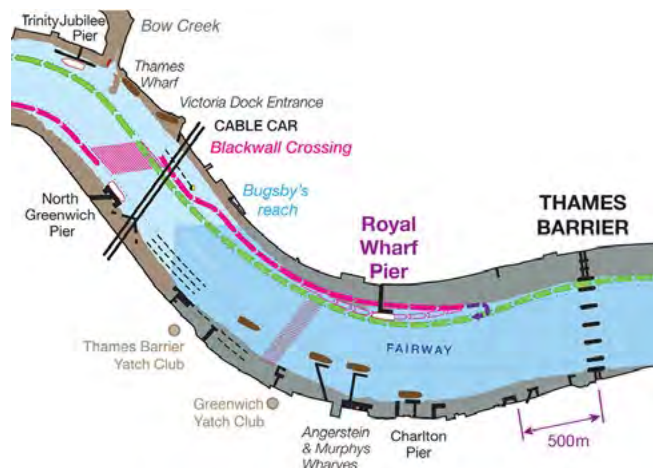 Trinity Jubilee
Pier
Bow Creek
Thames
Wharf
Victoria Dock Entrance
CABLE CAR
Blackwall Crossing
North
Greenwich
Pier
Bugsby's
reach
Royal
Wharf
Pier
THAMES
BARRIER
FAIRWAY
Thames Barrier
Yatch Club
Greenwich
Yatch Club
Angerstein
& Murphys
Wharves
Charlton
Pier
500m